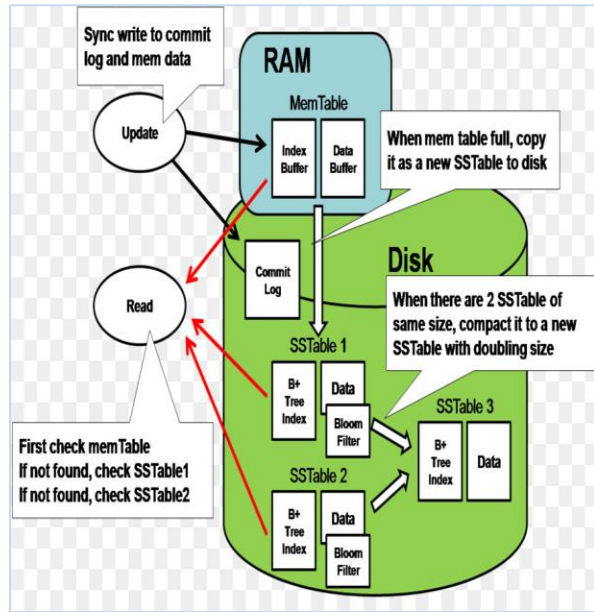 Sync write to commit
log and mem data
RAM
MemTable
Update
Index
Buffer
Data
Buffer
When mem table full, copy
it as a new SSTable to disk
Commit
Log
Disk
Read
When there are 2 SSTable of
same size, compact it to a new
SSTable with doubling size
SSTable 1
B+
Tree
Index
Data
Bloom
Filter
SSTable 3
B+
Tree
Index
Data
First check memTable
If not found, check SSTable1
If not found, check SSTable2
SSTable 2
B+
Tree
Index
Data
Bloom
Filter